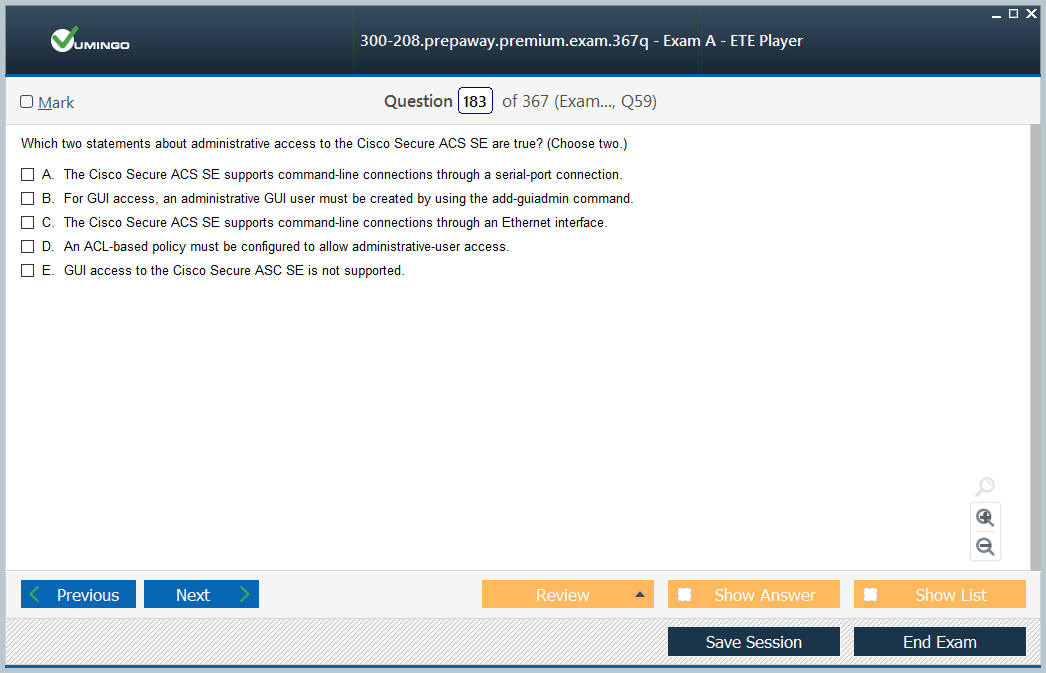 VUMINGO
300-208.prepaway.premium.exam.367q - Exam A - ETE Player
Mark
Question 183 of 367 (Exam..., Q59)
Which two statements about administrative access to the Cisco Secure ACS SE are true? (Choose two.)
A. The Cisco Secure ACS SE supports command-line connections through a serial-port connection.
B. For GUI access, an administrative GUI user must be created by using the add-guiadmin command.
C. The Cisco Secure ACS SE supports command-line connections through an Ethernet interface.
D. An ACL-based policy must be configured to allow administrative-user access.
E. GUI access to the Cisco Secure ASC SE is not supported.
Previous Next Review Show Answer Show List
Save Session End Exam